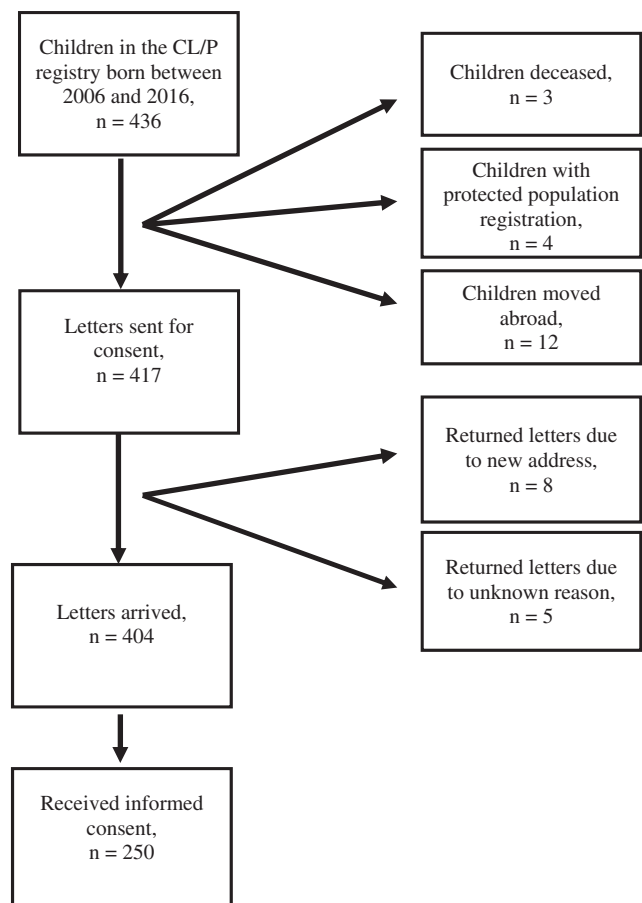 Children in the CL/P
registry born between
2006 and 2016,
n = 436
Children deceased,
n = 3
Children with
protected population
registration,
n = 4
Children moved
abroad,
n = 12
Letters sent for
consent,
n = 417
Returned letters due
to new address,
n = 8
Returned letters due
to unknown reason,
n = 5
Letters arrived,
n = 404
Received informed
consent,
n = 250